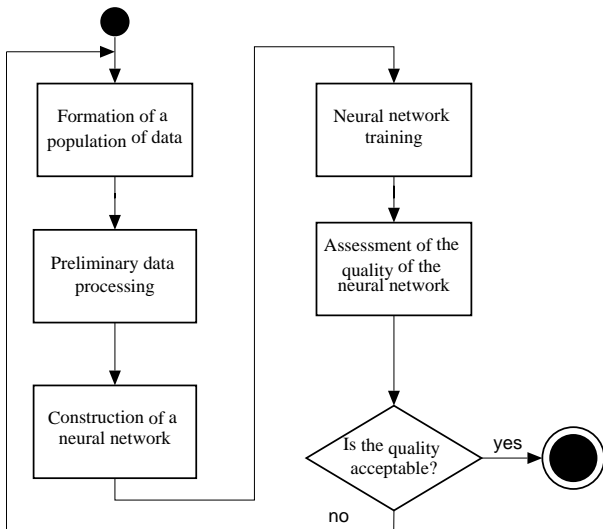 Formation of a
population of data
Preliminary data
processing
Construction of a
neural network
Neural network
training
Assessment of the
quality of the
neural network
Is the quality
acceptable?
yes
no